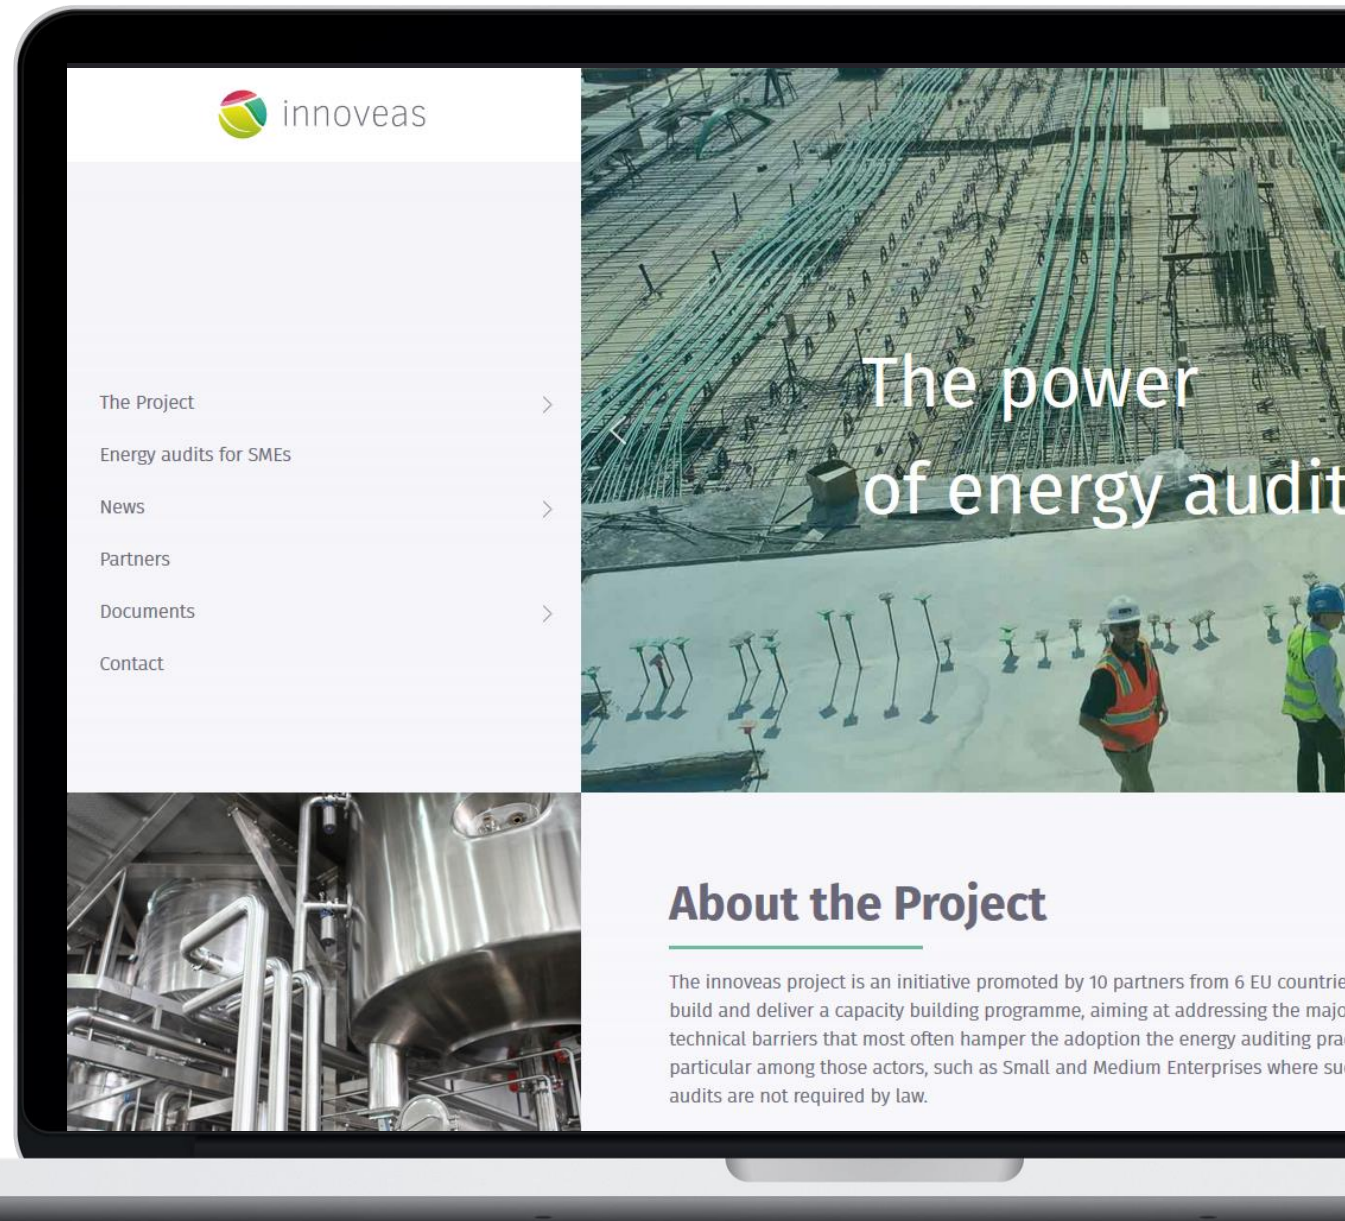 innoveas
The Project
Energy audits for SMEs
News
Partners
Documents
Contact
The power
of energy audit
About the Project
The innoveas project is an initiative promoted by 10 partners from 6 EU countrie
build and deliver a capacity building programme, aiming at addressing the majo
technical barriers that most often hamper the adoption the energy auditing pra
particular among those actors, such as Small and Medium Enterprises where su
audits are not required by law.